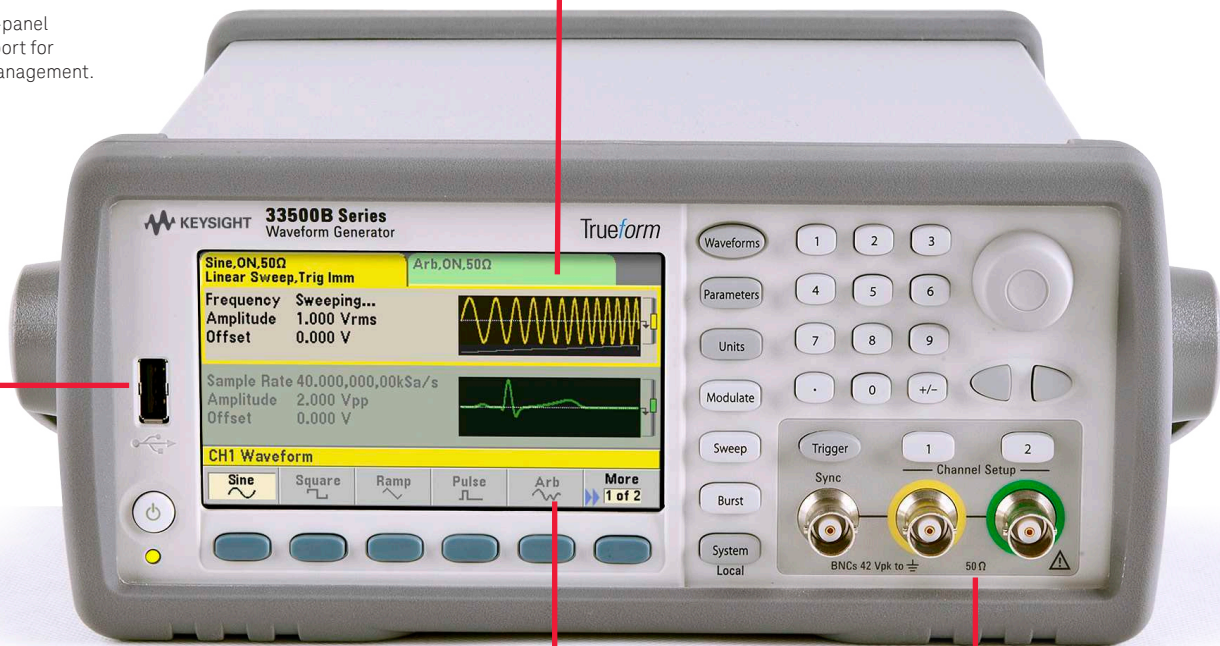 -panel
port for
anagement.
KEYSIGHT 33500B Series
Waveform Generator
Trueform
Sine,ON,50Ω
Linear Sweep,Trig Imm
Arb,ON,50Ω
Frequency Sweeping...
Amplitude 1.000 Vrms
Offset 0.000 V
Sample Rate 40.000,000,00kSa/s
Amplitude 2.000 Vpp
Offset 0.000 V
CH1 Waveform
Sine Square Ramp Pulse Arb More
1 of 2
Waveforms 1 2 3
Parameters 4 5 6
Units 7 8 9
Modulate . 0 +/−
Sweep Trigger 1 2
Channel Setup
Sync
Burst
System
Local
BNCs 42 Vpk to 50 Ω